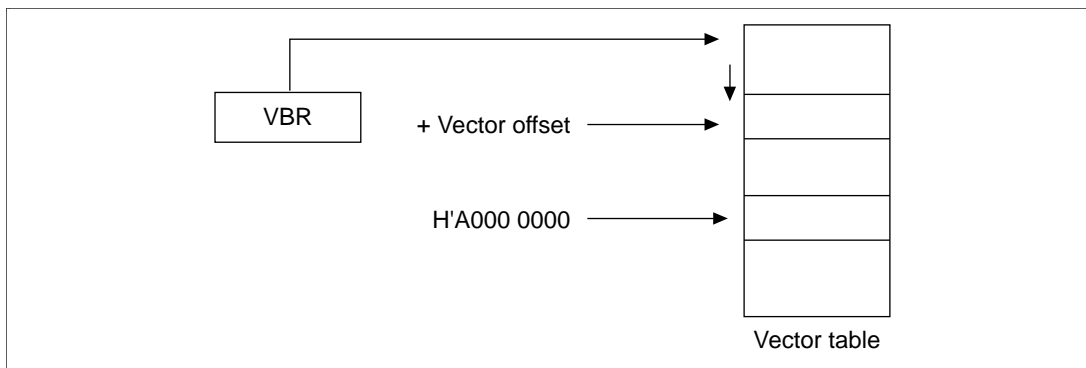 VBR
+ Vector offset
H'A000 0000
Vector table